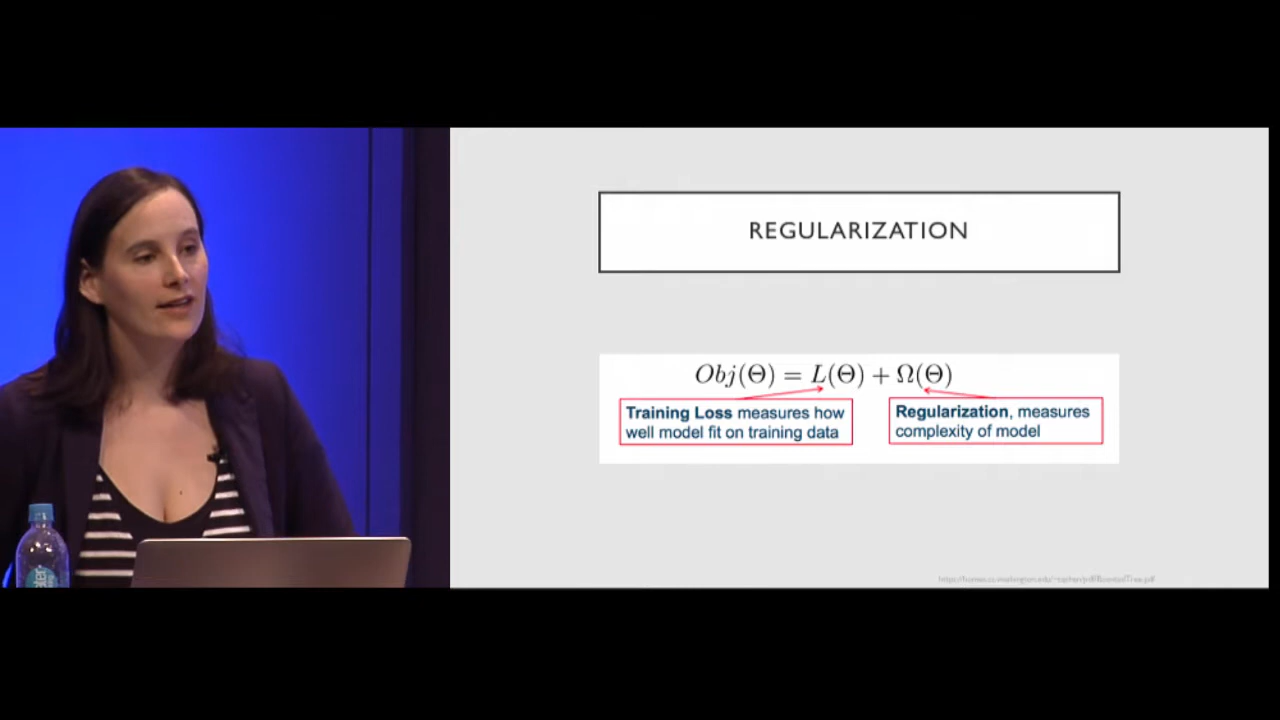 REGULARIZATION
Obj(Θ) = L(Θ) + Ω(Θ)
Training Loss measures how
well model fit on training data
Regularization, measures
complexity of model